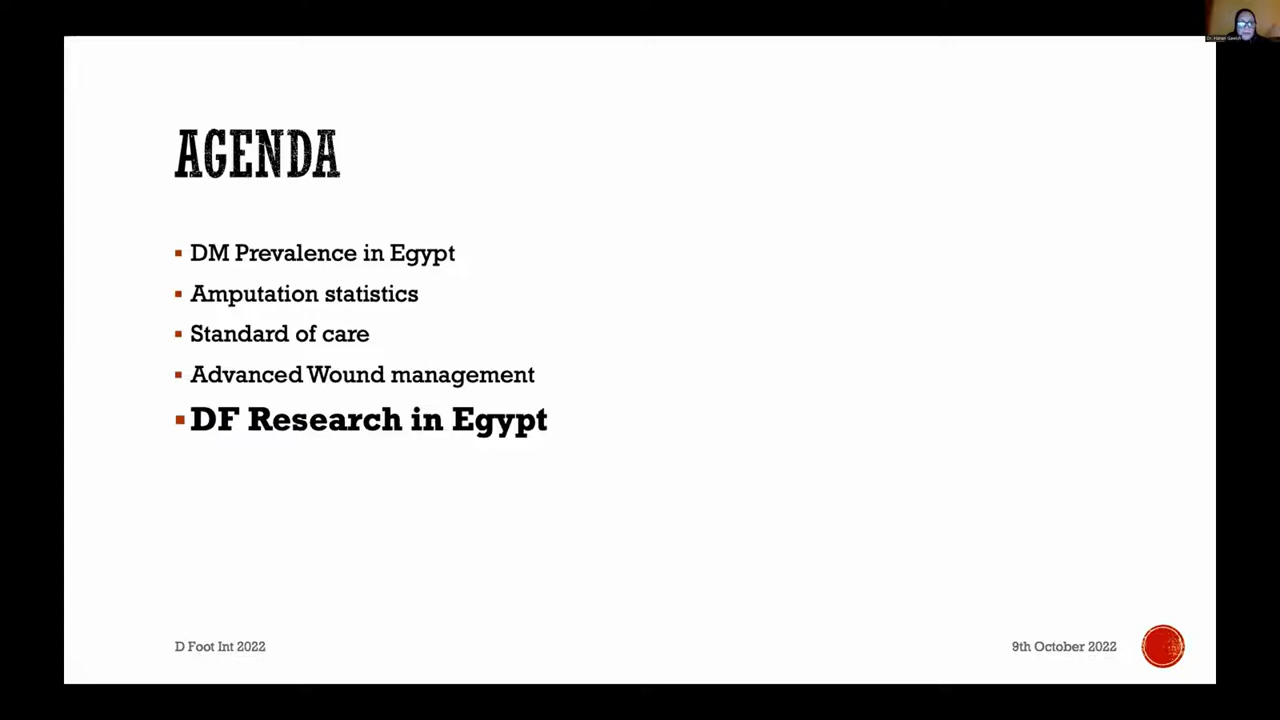 AGENDA
DM Prevalence in Egypt
Amputation statistics
Standard of care
Advanced Wound management
DF Research in Egypt
D Foot Int 2022
9th October 2022